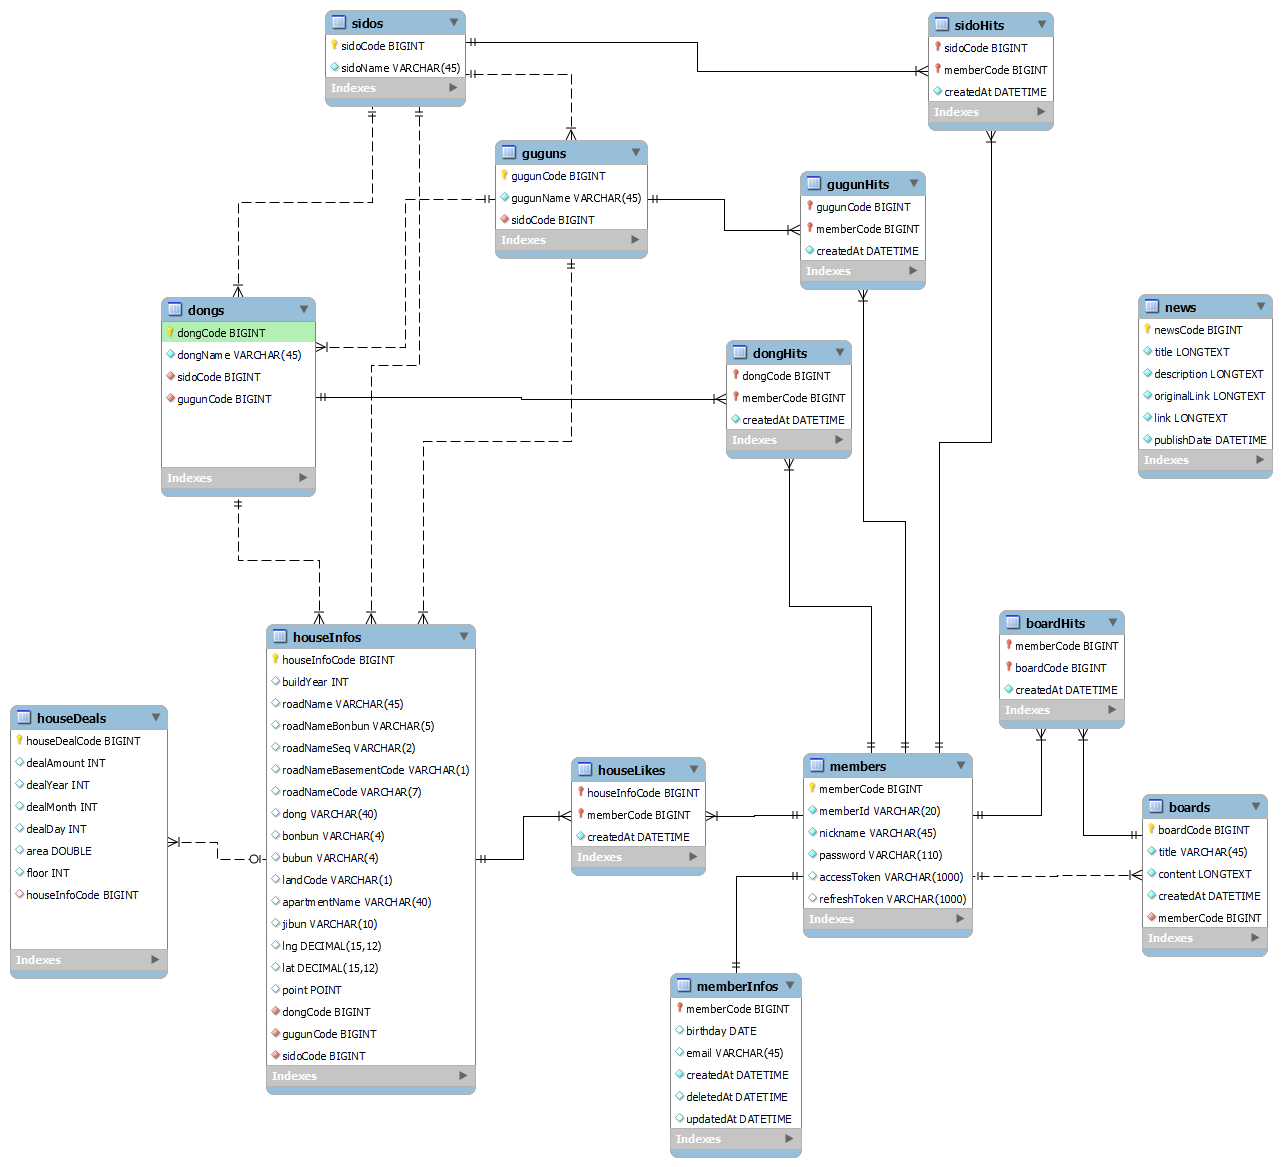 sidos
sidoCode BIGINT
sidoName VARCHAR(45)
Indexes
sidoHits
sidoCode BIGINT
memberCode BIGINT
createdAt DATETIME
Indexes
guguns
gugunCode BIGINT
gugunName VARCHAR(45)
sidoCode BIGINT
Indexes
gugunHits
gugunCode BIGINT
memberCode BIGINT
createdAt DATETIME
Indexes
dongs
dongCode BIGINT
dongName VARCHAR(45)
sidoCode BIGINT
gugunCode BIGINT
Indexes
news
newsCode BIGINT
title LONGTEXT
description LONGTEXT
originalLink LONGTEXT
link LONGTEXT
publishDate DATETIME
Indexes
dongHits
dongCode BIGINT
memberCode BIGINT
createdAt DATETIME
Indexes
houseInfos
houseInfoCode BIGINT
buildYear INT
roadName VARCHAR(45)
roadNameBonbun VARCHAR(5)
roadNameSeq VARCHAR(2)
roadNameBasementCode VARCHAR(1)
roadNameCode VARCHAR(7)
dong VARCHAR(40)
bonbun VARCHAR(4)
bubun VARCHAR(4)
landCode VARCHAR(1)
apartmentName VARCHAR(40)
jibun VARCHAR(10)
lng DECIMAL(15,12)
lat DECIMAL(15,12)
point POINT
dongCode BIGINT
gugunCode BIGINT
sidoCode BIGINT
Indexes
boardHits
memberCode BIGINT
boardCode BIGINT
createdAt DATETIME
Indexes
houseDeals
houseDealCode BIGINT
dealAmount INT
dealYear INT
dealMonth INT
dealDay INT
area DOUBLE
floor INT
houseInfoCode BIGINT
Indexes
houseLikes
houseInfoCode BIGINT
memberCode BIGINT
createdAt DATETIME
Indexes
members
memberCode BIGINT
memberId VARCHAR(20)
nickname VARCHAR(45)
password VARCHAR(110)
accessToken VARCHAR(1000)
refreshToken VARCHAR(1000)
Indexes
boards
boardCode BIGINT
title VARCHAR(45)
content LONGTEXT
createdAt DATETIME
memberCode BIGINT
Indexes
memberInfos
memberCode BIGINT
birthday DATE
email VARCHAR(45)
createdAt DATETIME
deletedAt DATETIME
updatedAt DATETIME
Indexes